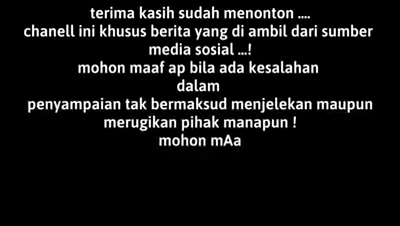 terima kasih sudah menonton ....
chanell ini khusus berita yang di ambil dari sumber
media sosial ...!
mohon maaf ap bila ada kesalahan
dalam
penyampaian tak bermaksud menjelekan maupun
merugikan pihak manapun !
mohon mAa